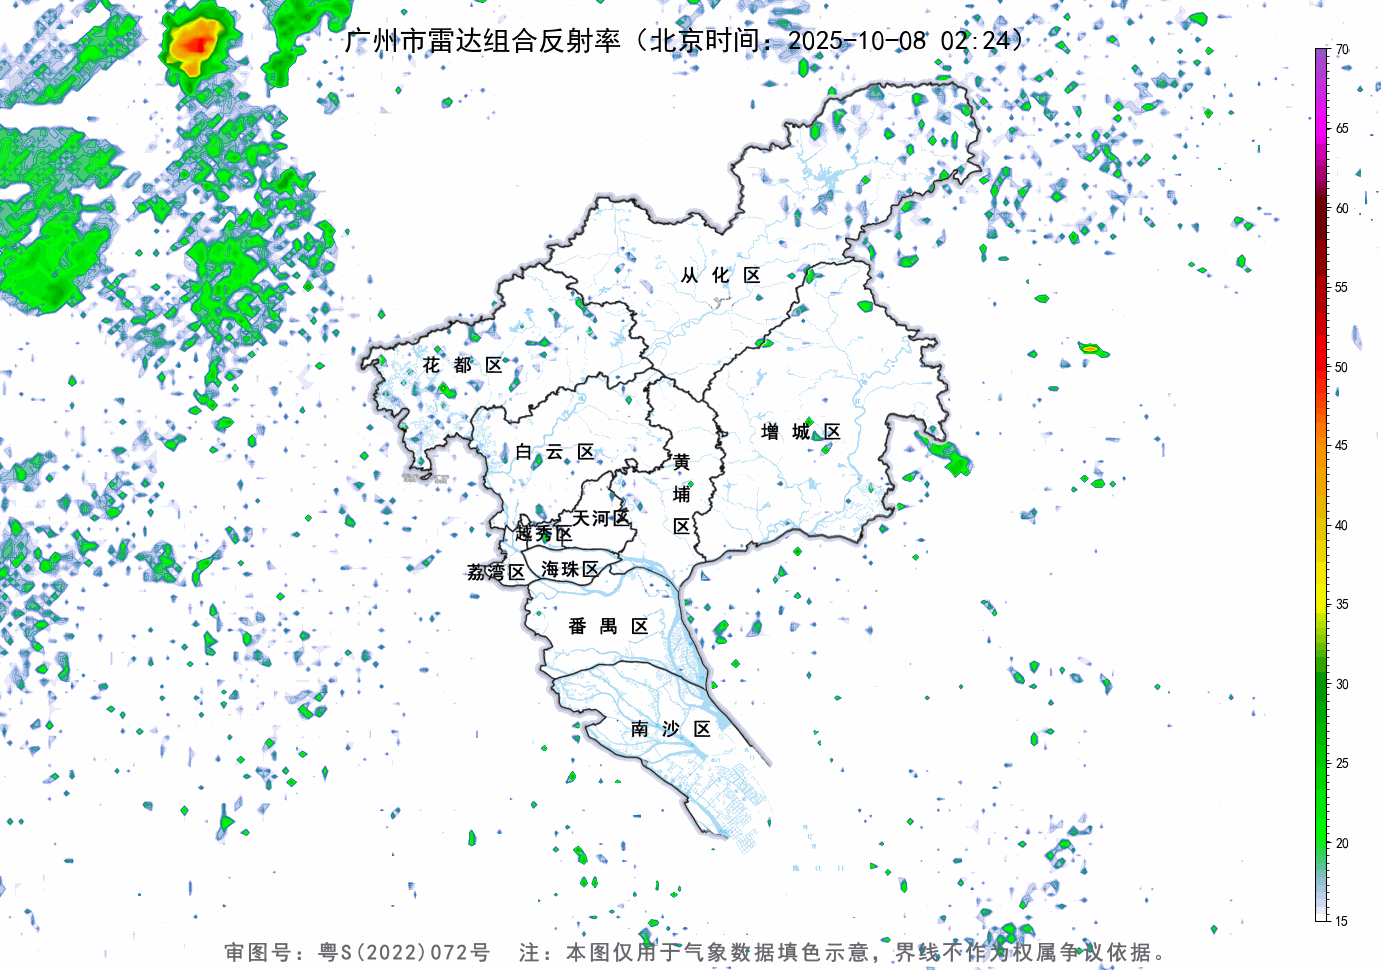 广州市雷达组合反射率（北京时间：2025-10-08 02:24）
70
65
60
55
50
45
40
35
30
25
20
15
从化区
花都区
增城区
白云区
黄埔区
天河区
越秀区
荔湾区
海珠区
番禺区
南沙区
审图号：粤S(2022)072号 注：本图仅用于气象数据填色示意，界线不作为权属争议依据。